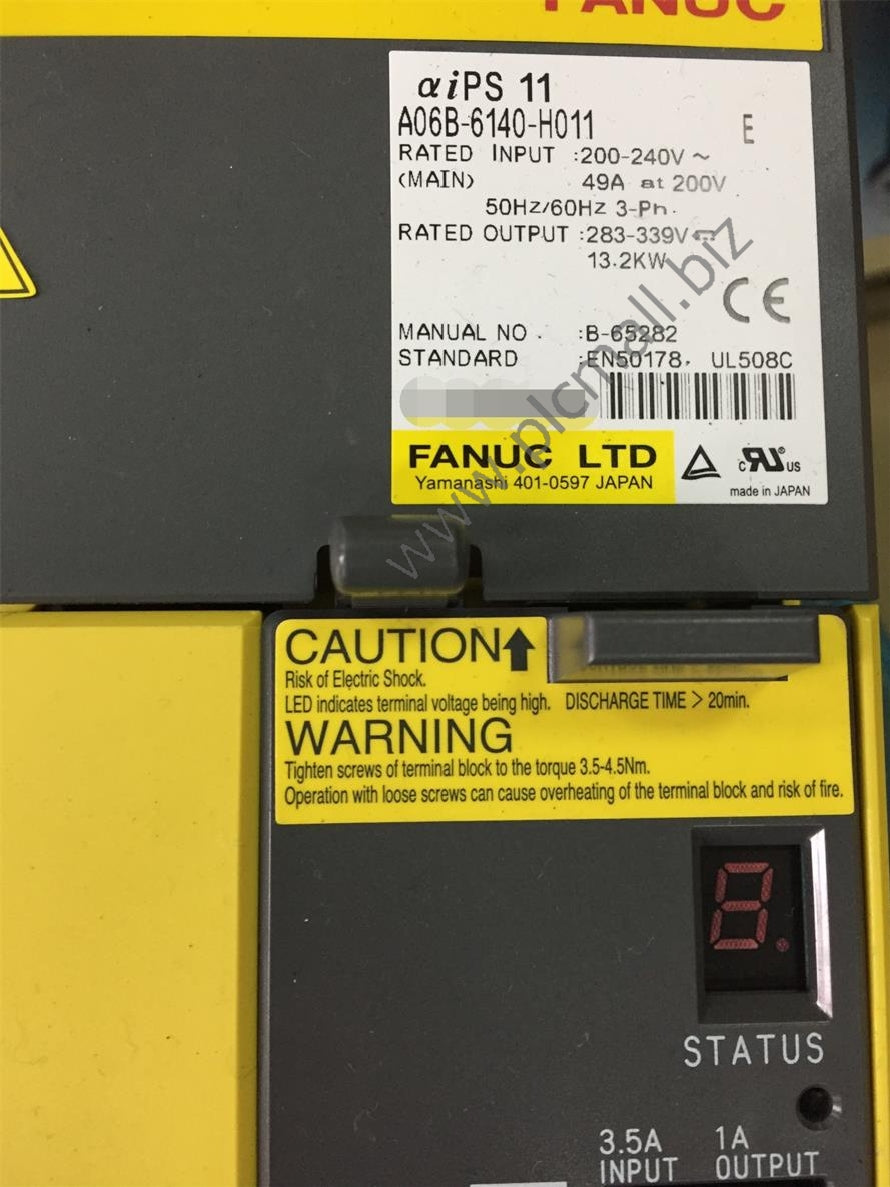 FANUC
αiPS 11
A06B-6140-H011 E
RATED INPUT :200-240V ~
(MAIN) 49A at 200V
50Hz/60Hz 3-Ph.
RATED OUTPUT :283-339V
13.2KW
CE
MANUAL NO. :B-65282
STANDARD :EN50178, UL508C
FANUC LTD
Yamanashi 401-0597 JAPAN
c RU US
made in JAPAN
www.plcmall.biz
CAUTION
Risk of Electric Shock.
LED indicates terminal voltage being high. DISCHARGE TIME > 20min.
WARNING
Tighten screws of terminal block to the torque 3.5-4.5Nm.
Operation with loose screws can cause overheating of the terminal block and risk of fire.
8.
STATUS
3.5A 1A
INPUT OUTPUT